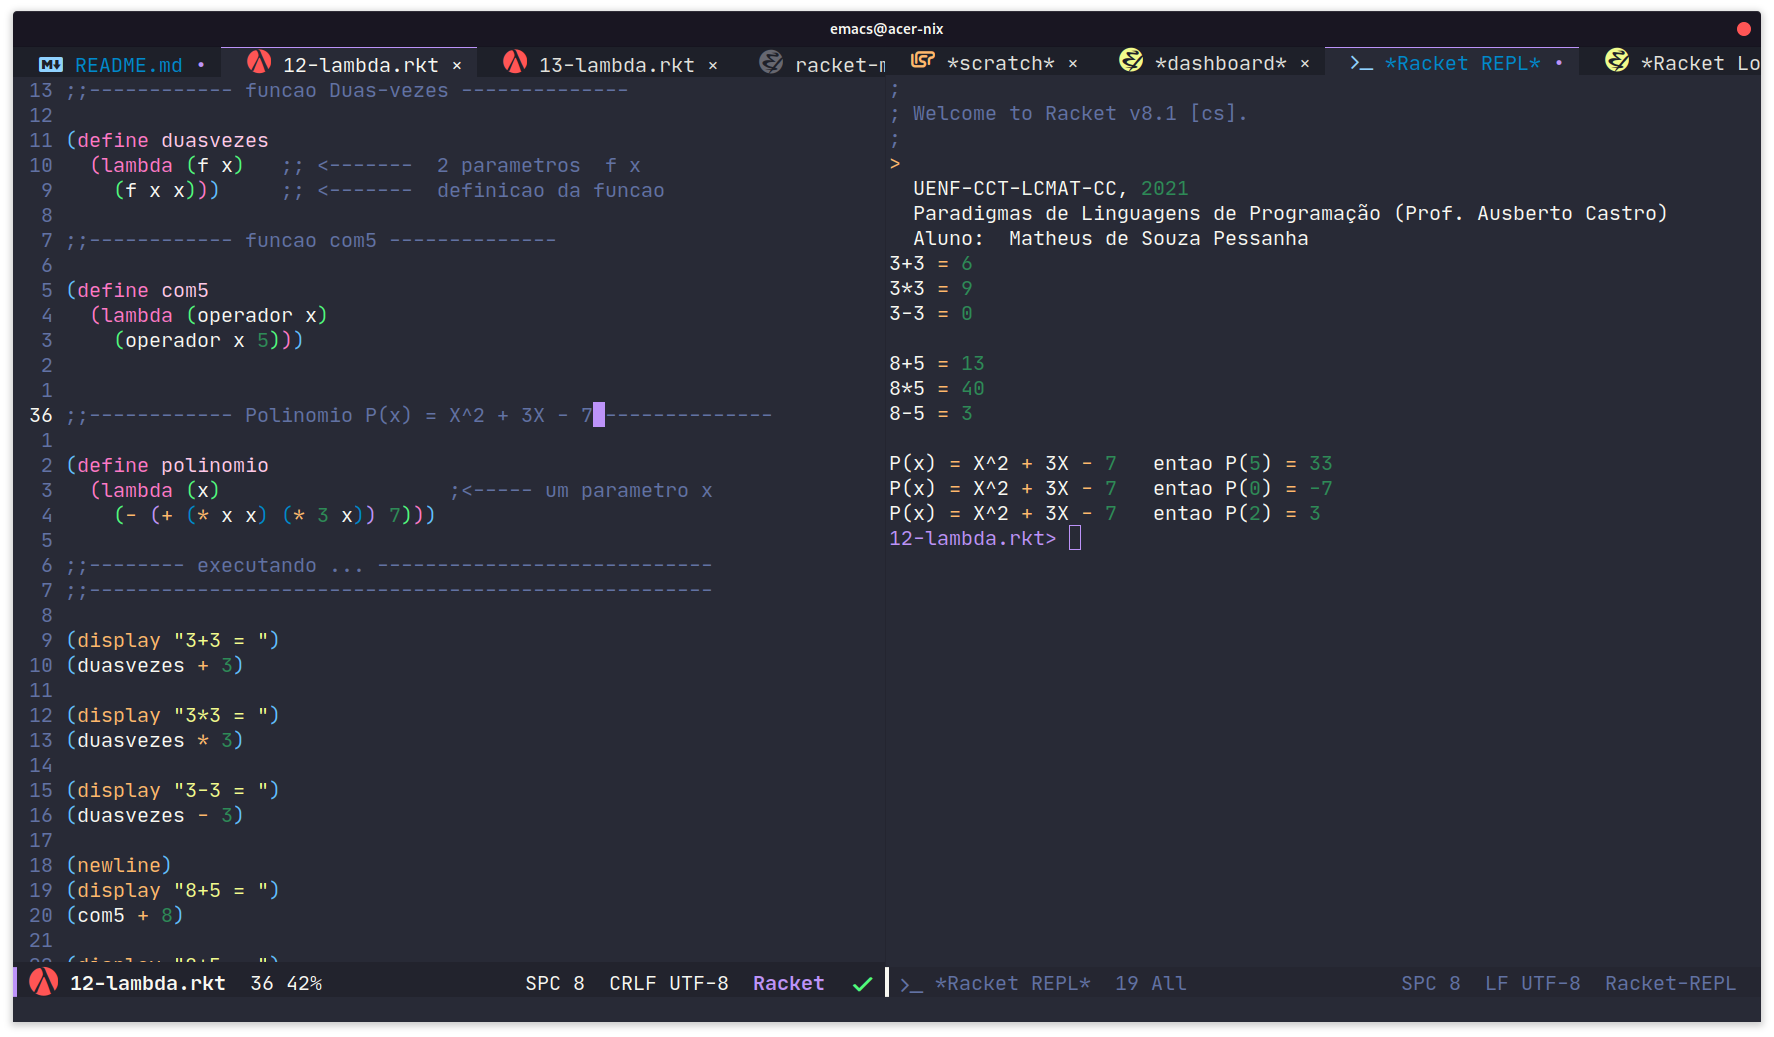 emacs@acer-nix
README.md • 12-lambda.rkt × 13-lambda.rkt × racket-m
13 ;;------------ funcao Duas-vezes --------------
12
11 (define duasvezes
10   (lambda (f x)   ;; <-------  2 parametros  f x
9     (f x x)))     ;; <-------  definicao da funcao
8
7 ;;------------ funcao com5 --------------
6
5 (define com5
4   (lambda (operador x)
3     (operador x 5)))
2
1
36 ;;------------ Polinomio P(x) = X^2 + 3X - 7 --------------
1
2 (define polinomio
3   (lambda (x)                   ;<----- um parametro x
4     (- (+ (* x x) (* 3 x)) 7)))
5
6 ;;-------- executando ... ----------------------------
7 ;;----------------------------------------------------
8
9 (display "3+3 = ")
10 (duasvezes + 3)
11
12 (display "3*3 = ")
13 (duasvezes * 3)
14
15 (display "3-3 = ")
16 (duasvezes - 3)
17
18 (newline)
19 (display "8+5 = ")
20 (com5 + 8)
21
12-lambda.rkt  36 42%  SPC 8  CRLF UTF-8  Racket
*scratch* × *dashboard* × *Racket REPL* • *Racket Lo
;
; Welcome to Racket v8.1 [cs].
;
>
  UENF-CCT-LCMAT-CC, 2021
  Paradigmas de Linguagens de Programação (Prof. Ausberto Castro)
  Aluno:  Matheus de Souza Pessanha
3+3 = 6
3*3 = 9
3-3 = 0
8+5 = 13
8*5 = 40
8-5 = 3
P(x) = X^2 + 3X - 7   entao P(5) = 33
P(x) = X^2 + 3X - 7   entao P(0) = -7
P(x) = X^2 + 3X - 7   entao P(2) = 3
12-lambda.rkt>
*Racket REPL*  19 All  SPC 8  LF UTF-8  Racket-REPL